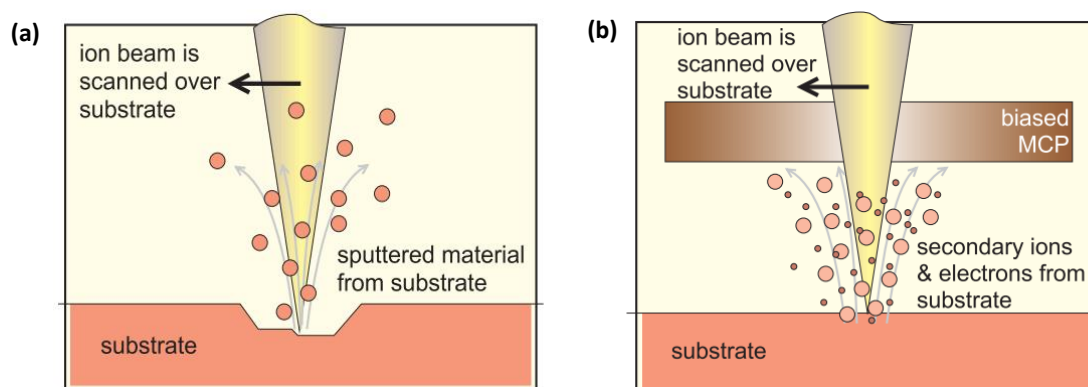 (a)
ion beam is
scanned over
substrate
sputtered material
from substrate
substrate
(b)
ion beam is
scanned over
substrate
biased
MCP
secondary ions
& electrons from
substrate
substrate